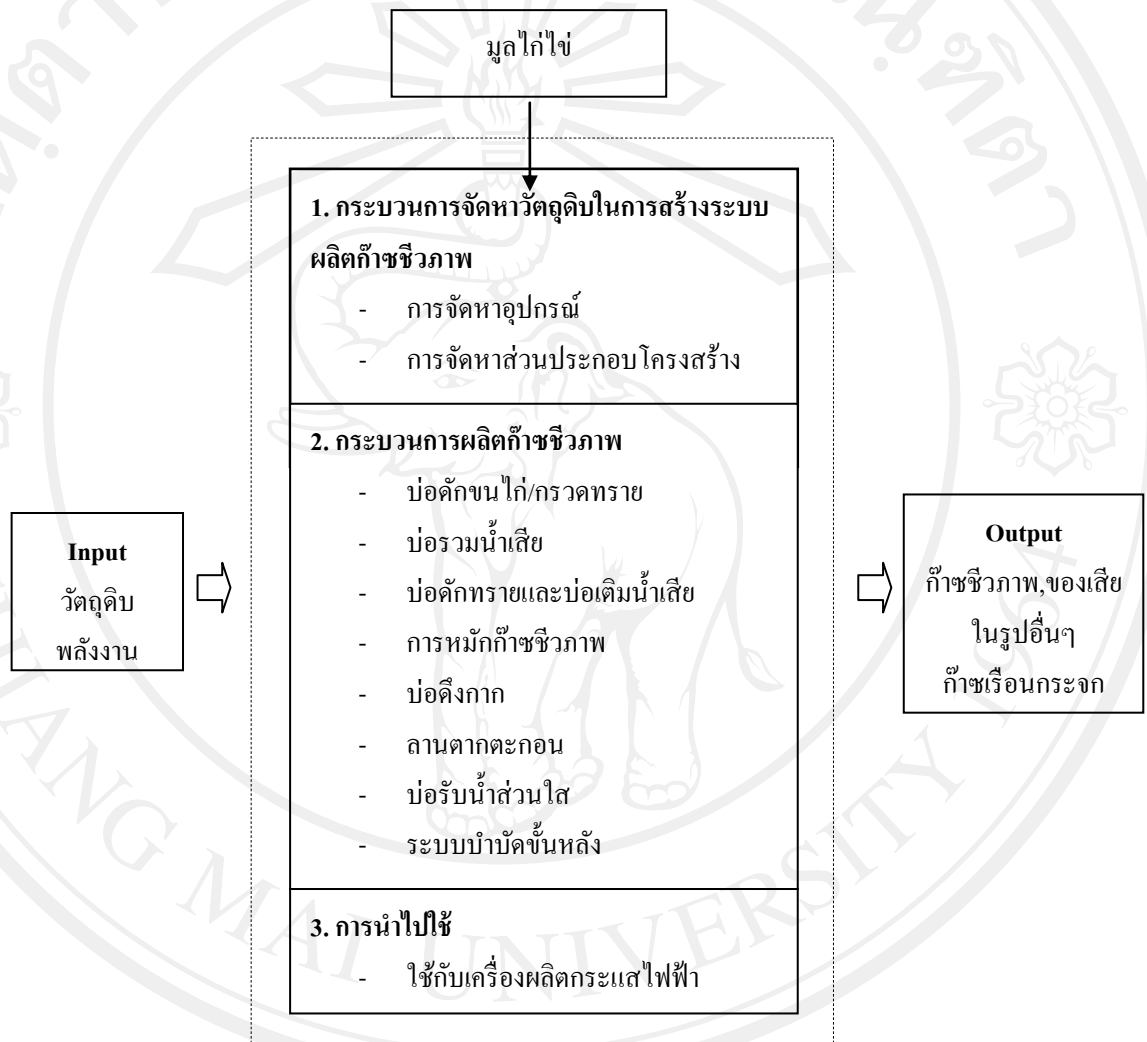 มูลไก่ไข่
1. กระบวนการจัดหาวัตถุดิบในการสร้างระบบ
ผลิตก๊าซชีวภาพ
- การจัดหาอุปกรณ์
- การจัดหาส่วนประกอบโครงสร้าง
2. กระบวนการผลิตก๊าซชีวภาพ
- บ่อดักขนไก่/กรวดทราย
- บ่อรวมน้ำเสีย
- บ่อดักทรายและบ่อเติมน้ำเสีย
- การหมักก๊าซชีวภาพ
- บ่อดึงกาก
- ลานตากตะกอน
- บ่อรับน้ำส่วนใส
- ระบบบำบัดขั้นหลัง
3. การนำไปใช้
- ใช้กับเครื่องผลิตกระแสไฟฟ้า
Input
วัตถุดิบ
พลังงาน
Output
ก๊าซชีวภาพ,ของเสีย
ในรูปอื่นๆ
ก๊าซเรือนกระจก
ANG MAI UNIVERSITY 1964